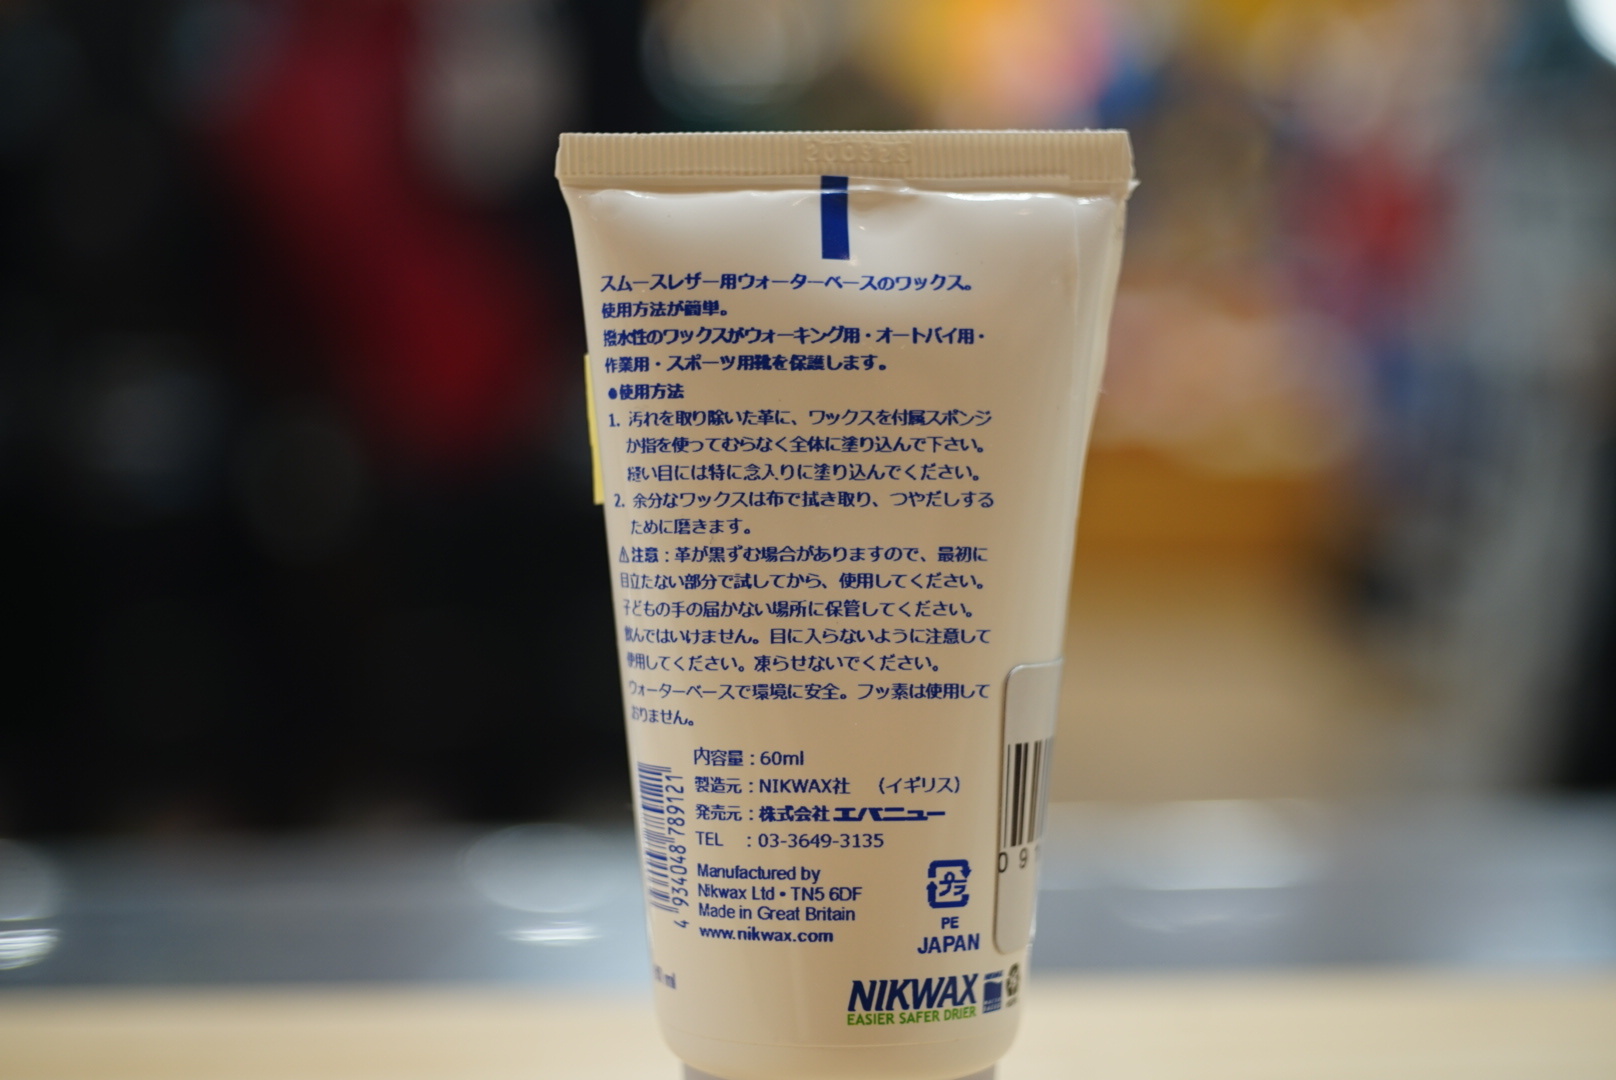 スムースレザー用ウォーターベースのワックス。
使用方法が簡単。
撥水性のワックスがウォーキング用・オートバイ用・
作業用・スポーツ用靴を保護します。
●使用方法
1. 汚れを取り除いた革に、ワックスを付属スポンジ
か指を使ってむらなく全体に塗り込んで下さい。
縫い目には特に念入りに塗り込んでください。
2. 余分なワックスは布で拭き取り、つやだしする
ために磨きます。
⚠注意：革が黒ずむ場合がありますので、最初に
目立たない部分で試してから、使用してください。
子どもの手の届かない場所に保管してください。
飲んではいけません。目に入らないように注意して
使用してください。凍らせないでください。
ウォーターベースで環境に安全。フッ素は使用して
おりません。
内容量：60ml
製造元：NIKWAX社 （イギリス）
発売元：株式会社エバニュー
TEL ：03-3649-3135
Manufactured by
Nikwax Ltd • TN5 6DF
Made in Great Britain
www.nikwax.com
4 934048 789121
プラ
PE
JAPAN
0 9
ml
NIKWAX
EASIER SAFER DRIER